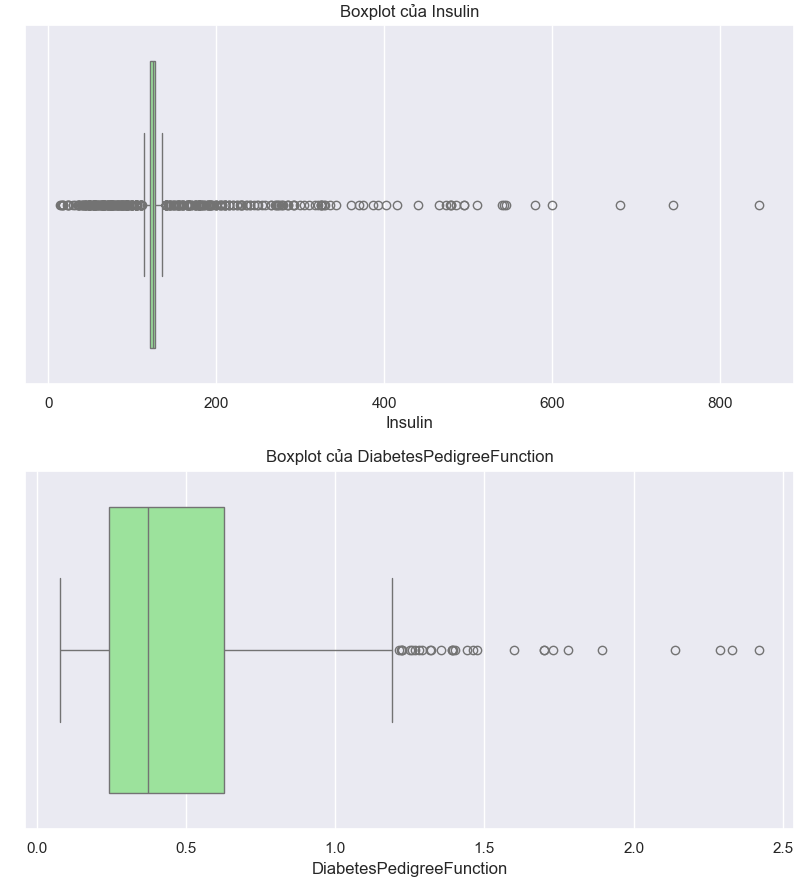 Boxplot của Insulin
0 200 400 600 800
Insulin
Boxplot của DiabetesPedigreeFunction
0.0 0.5 1.0 1.5 2.0 2.5
DiabetesPedigreeFunction